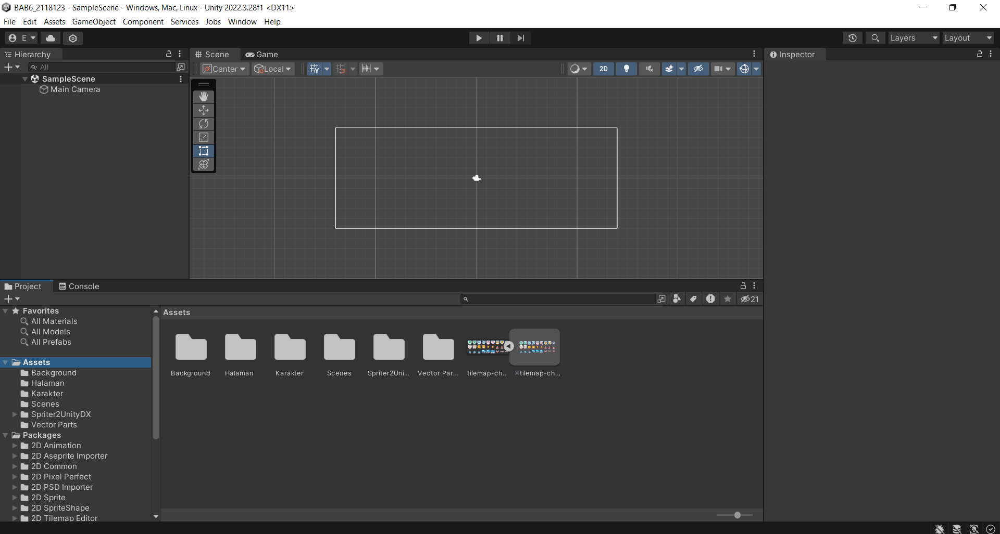 BAB6_2118123 - SampleScene - Windows, Mac, Linux - Unity 2022.3.28f1 <DX11>
File Edit Assets GameObject Component Services Jobs Window Help
E Layers Layout
Hierarchy
All
SampleScene
Main Camera
Scene Game
Center Local 2D
Inspector
Project Console
21
Favorites
All Materials
All Models
All Prefabs
Assets
Background
Halaman
Karakter
Scenes
Spriter2UnityDX
Vector Parts
Packages
2D Animation
2D Aseprite Importer
2D Common
2D Pixel Perfect
2D PSD Importer
2D Sprite
2D SpriteShape
2D Tilemap Editor
Assets
Background Halaman Karakter Scenes Spriter2Uni... Vector Par... tilemap-ch... tilemap-ch...